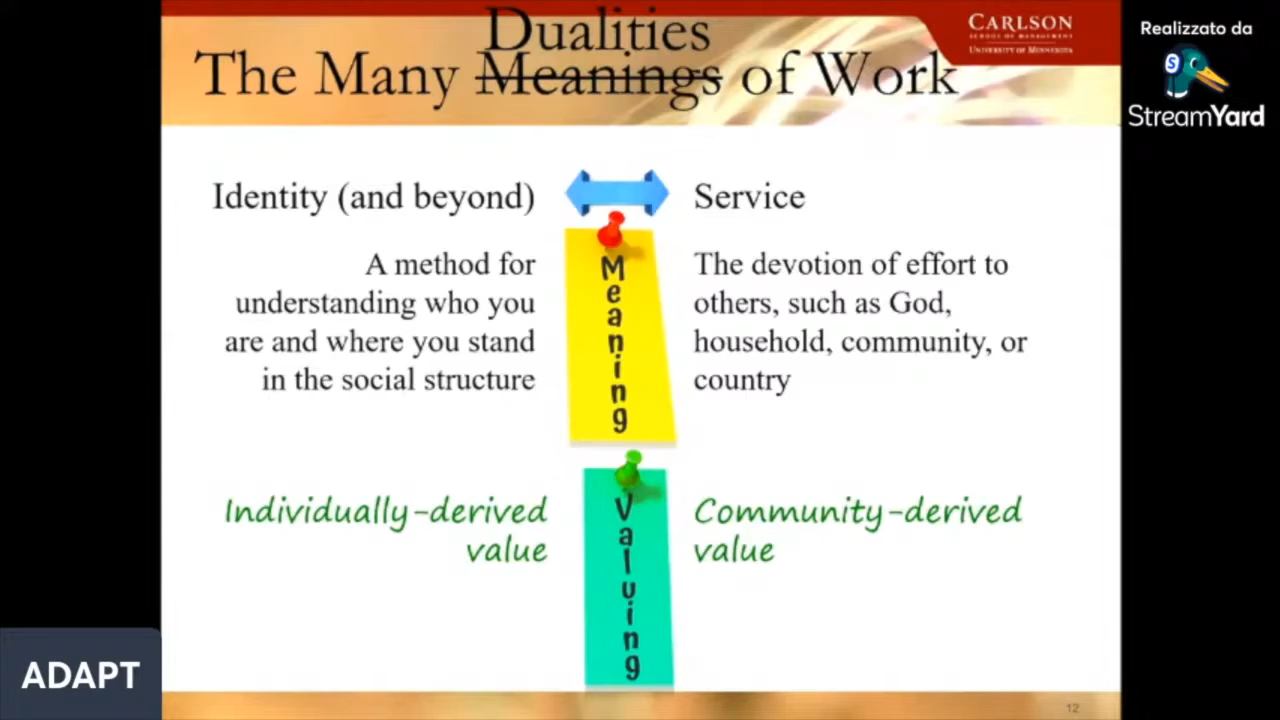 Dualities
The Many Meanings of Work
CARLSON
SCHOOL OF MANAGEMENT
UNIVERSITY OF MINNESOTA
Realizzato da
StreamYard
Identity (and beyond)
Service
Meaning
A method for
understanding who you
are and where you stand
in the social structure
The devotion of effort to
others, such as God,
household, community, or
country
Valuing
Individually-derived
value
Community-derived
value
ADAPT
12